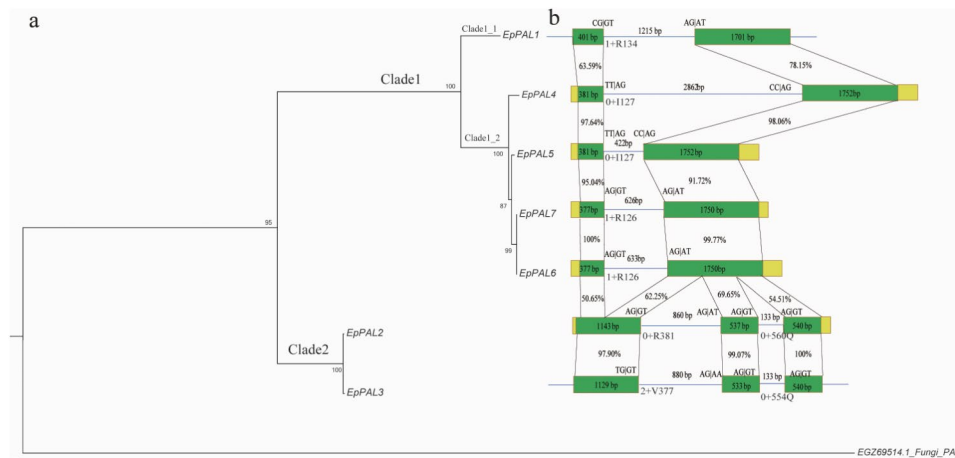 a
b
Clade1_1
EpPAL1
CG|GT
401 bp
1+R134
1215 bp
AG|AT
1701 bp
63.59%
78.15%
Clade1
100
EpPAL4
381 bp
TT|AG
0+I127
2862bp
CC|AG
1752bp
97.64%
98.06%
Clade1_2
100
EpPAL5
TT|AG
CC|AG
381 bp
0+I127
422bp
1752bp
95.04%
91.72%
87
EpPAL7
AG|GT
377bp
1+R126
626bp
AG|AT
1750 bp
100%
99.77%
99
EpPAL6
AG|GT
377 bp
1+R126
633bp
AG|AT
1750bp
95
50.65%
62.25%
69.65%
54.51%
EpPAL2
1143 bp
AG|GT
0+R381
860 bp
AG|AT
537 bp
AG|GT
133 bp
0+560Q
AG|GT
540 bp
Clade2
97.90%
99.07%
100%
100
EpPAL3
1129 bp
TG|GT
2+V377
880 bp
AG|AA
533 bp
AG|GT
133 bp
0+554Q
AG|GT
540 bp
EGZ69514.1_Fungi_PA